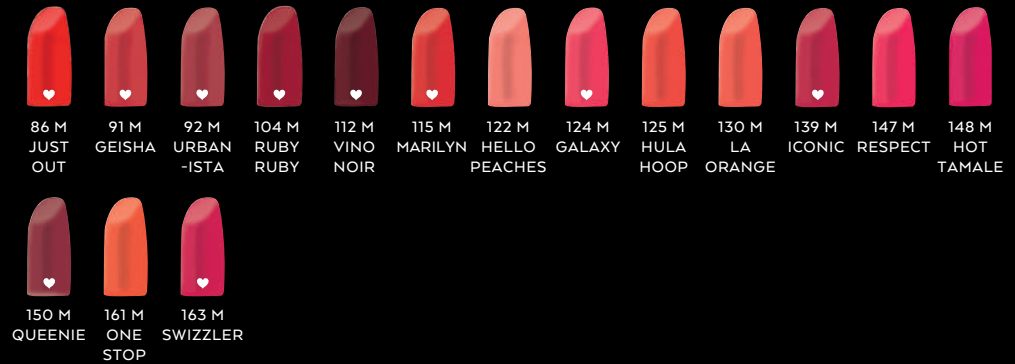 86 M
JUST
OUT
91 M
GEISHA
92 M
URBAN
-ISTA
104 M
RUBY
RUBY
112 M
VINO
NOIR
115 M
MARILYN
122 M
HELLO
PEACHES
124 M
GALAXY
125 M
HULA
HOOP
130 M
LA
ORANGE
139 M
ICONIC
147 M
RESPECT
148 M
HOT
TAMALE
150 M
QUEENIE
161 M
ONE
STOP
163 M
SWIZZLER